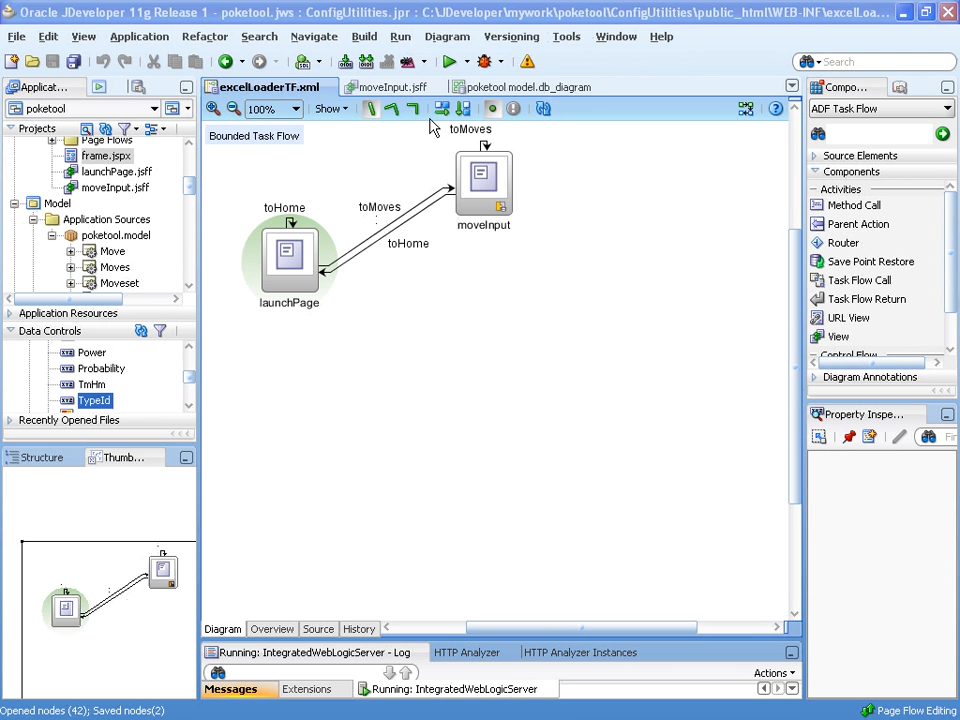 Oracle JDeveloper 11g Release 1 - poketool.jws : ConfigUtilities.jpr : C:\JDeveloper\mywork\poketool\ConfigUtilities\public_html\WEB-INF\excelLoa...
File Edit View Application Refactor Search Navigate Build Run Diagram Versioning Tools Window Help
Search
Applicat...
poketool
Projects
Page Flows
frame.jspx
launchPage.jsff
moveInput.jsff
Model
Application Sources
poketool.model
Move
Moves
Moveset
Application Resources
Data Controls
Power
Probability
TmHm
TypeId
Recently Opened Files
Structure
Thumb...
excelLoaderTF.xml
moveInput.jsff
poketool model.db_diagram
100%
Show
Bounded Task Flow
toMoves
moveInput
toHome
toMoves
:
toHome
launchPage
Diagram Overview Source History
Running: IntegratedWebLogicServer - Log
HTTP Analyzer
HTTP Analyzer Instances
Actions
Messages
Extensions
Running: IntegratedWebLogicServer
Compo...
ADF Task Flow
Source Elements
Components
Activities
Method Call
Parent Action
Router
Save Point Restore
Task Flow Call
Task Flow Return
URL View
View
Control Flow
Diagram Annotations
Property Inspe...
Opened nodes (42); Saved nodes(2)
Page Flow Editing